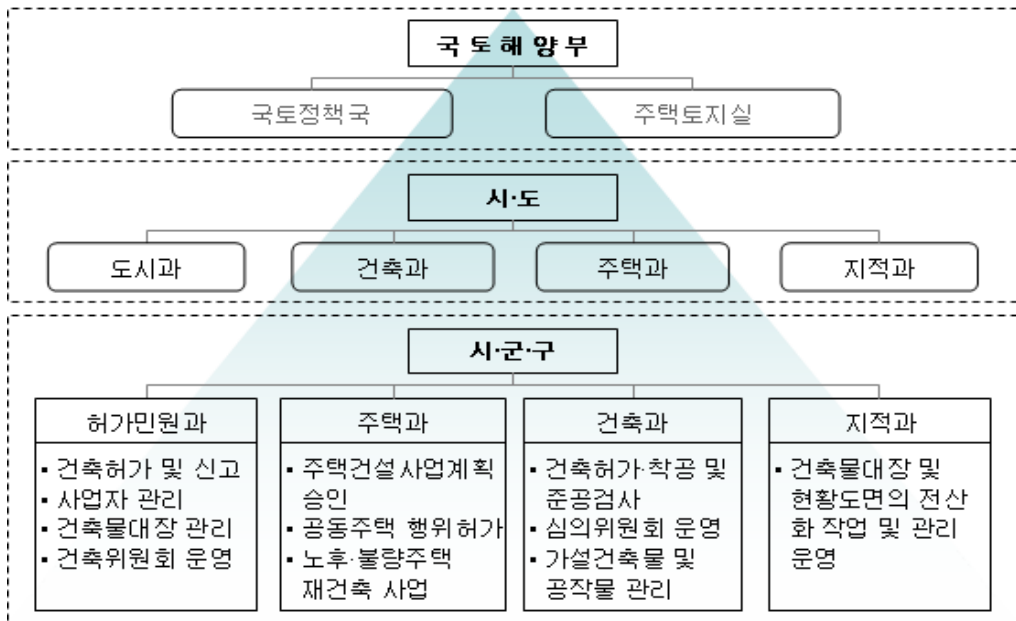 국토해양부
국토정책국
주택토지실
시·도
도시과
건축과
주택과
지적과
시·군·구
허가민원과
▪ 건축허가 및 신고
▪ 사업자 관리
▪ 건축물대장 관리
▪ 건축위원회 운영
주택과
▪ 주택건설사업계획
승인
▪ 공동주택 행위허가
▪ 노후·불량주택
재건축 사업
건축과
▪ 건축허가·착공 및
준공검사
▪ 심의위원회 운영
▪ 가설건축물 및
공작물 관리
지적과
▪ 건축물대장 및
현황도면의 전산
화 작업 및 관리
운영